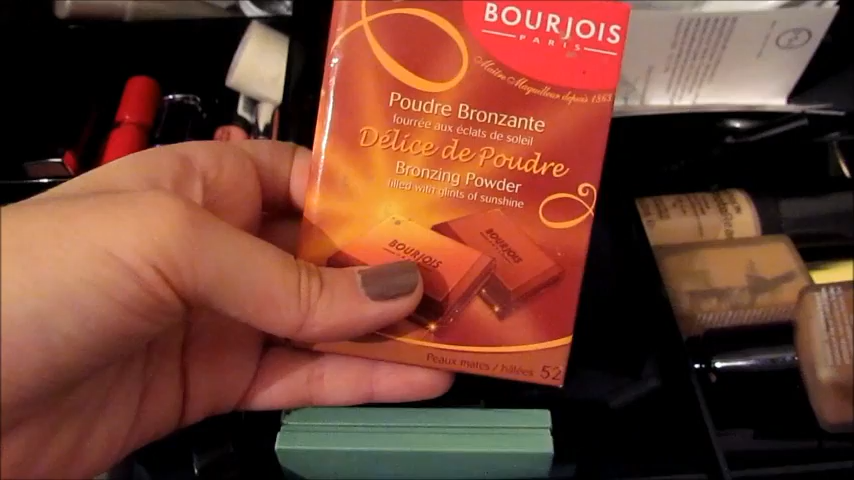 BOURJOIS
PARIS
Maître Maquilleur depuis 1863
Poudre Bronzante
fourrée aux éclats de soleil
Délice de Poudre
Bronzing Powder
filled with glints of sunshine
BOURJOIS
BOURJOIS
Peaux mates / hâlées 52